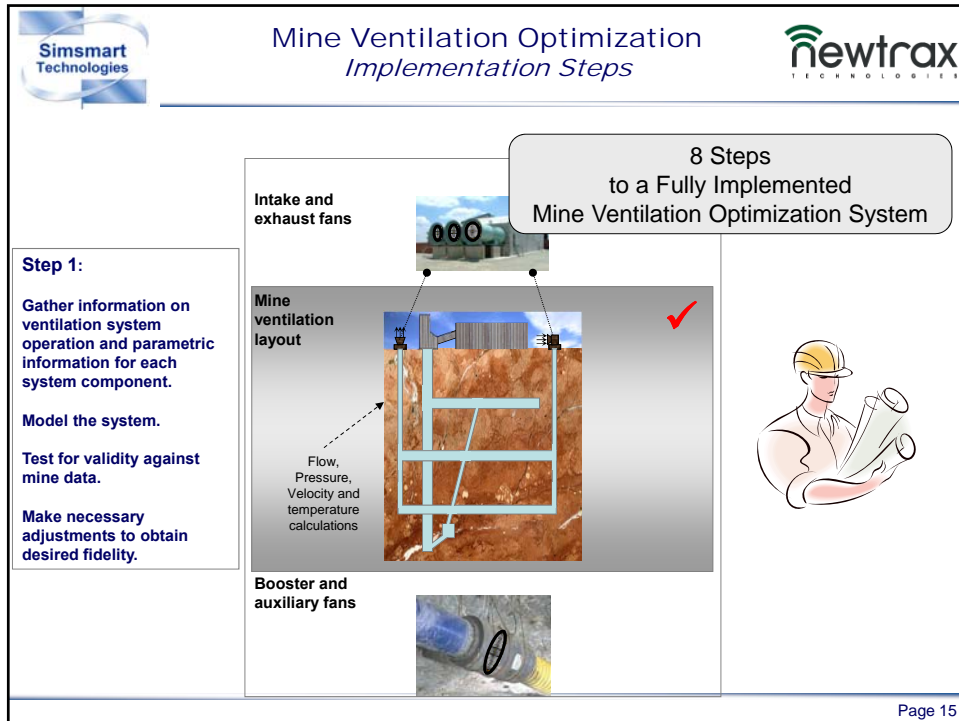 Simsmart
Technologies
Mine Ventilation Optimization
Implementation Steps
newtrax
TECHNOLOGIES
8 Steps
to a Fully Implemented
Mine Ventilation Optimization System
Step 1:
Gather information on
ventilation system
operation and parametric
information for each
system component.
Model the system.
Test for validity against
mine data.
Make necessary
adjustments to obtain
desired fidelity.
Intake and
exhaust fans
Mine
ventilation
layout
Flow,
Pressure,
Velocity and
temperature
calculations
Booster and
auxiliary fans
Page 15